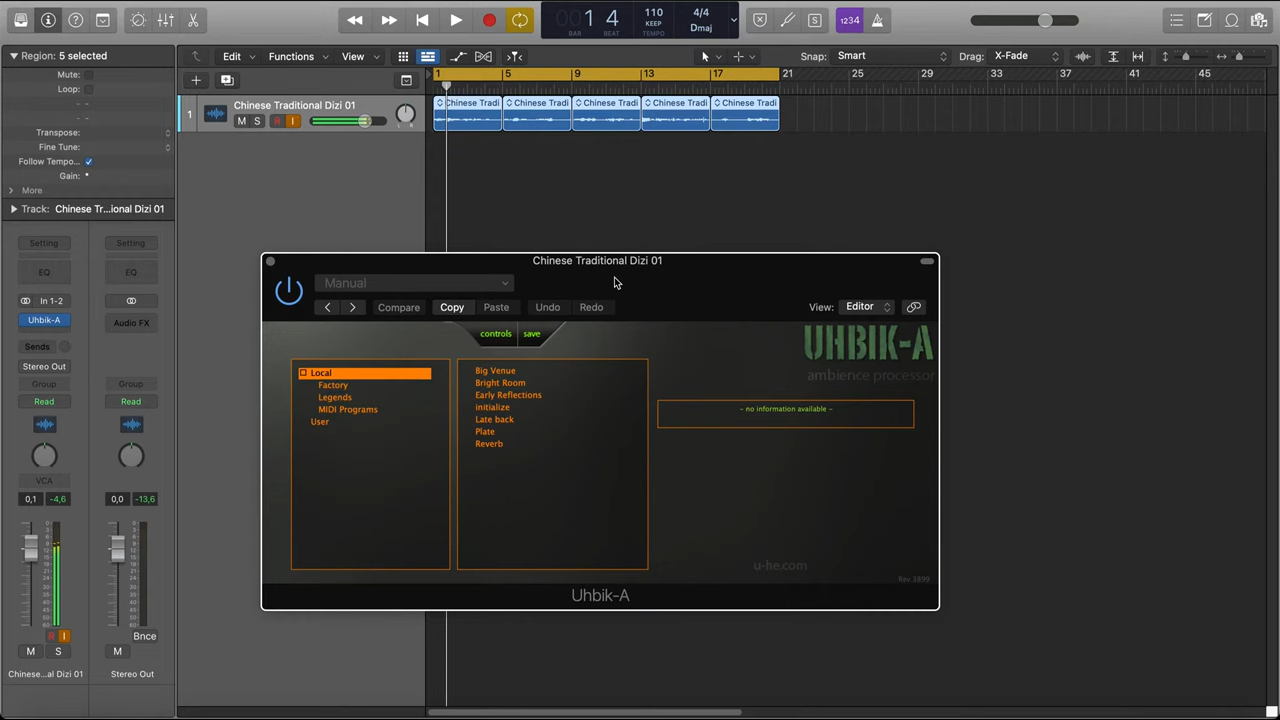 1 4
BAR BEAT
110
KEEP
TEMPO
4/4
Dmaj
1234
Region: 5 selected
Mute:
Loop:
Transpose:
Fine Tune:
Follow Tempo...
Gain:
More
Track: Chinese Tr...ional Dizi 01
Edit Functions View
Snap: Smart
Drag: X-Fade
1 5 9 13 17 21 25 29 33 37 41 45
1
Chinese Traditional Dizi 01
M S R I
L R
Chinese Tradi Chinese Tradi Chinese Tradi Chinese Tradi Chinese Tradi
Setting Setting
EQ EQ
In 1-2
Uhbik-A Audio FX
Sends
Stereo Out
Group Group
Read Read
VCA
0,1 -4,6 0,0 -13,6
R I Bnce
M S M
Chinese...al Dizi 01 Stereo Out
Chinese Traditional Dizi 01
Manual
Compare Copy Paste Undo Redo
View: Editor
controls save
UHBIK-A
ambience processor
Local
Factory
Legends
MIDI Programs
User
Big Venue
Bright Room
Early Reflections
initialize
Late back
Plate
Reverb
- no information available -
u-he.com
Rev 3899
Uhbik-A